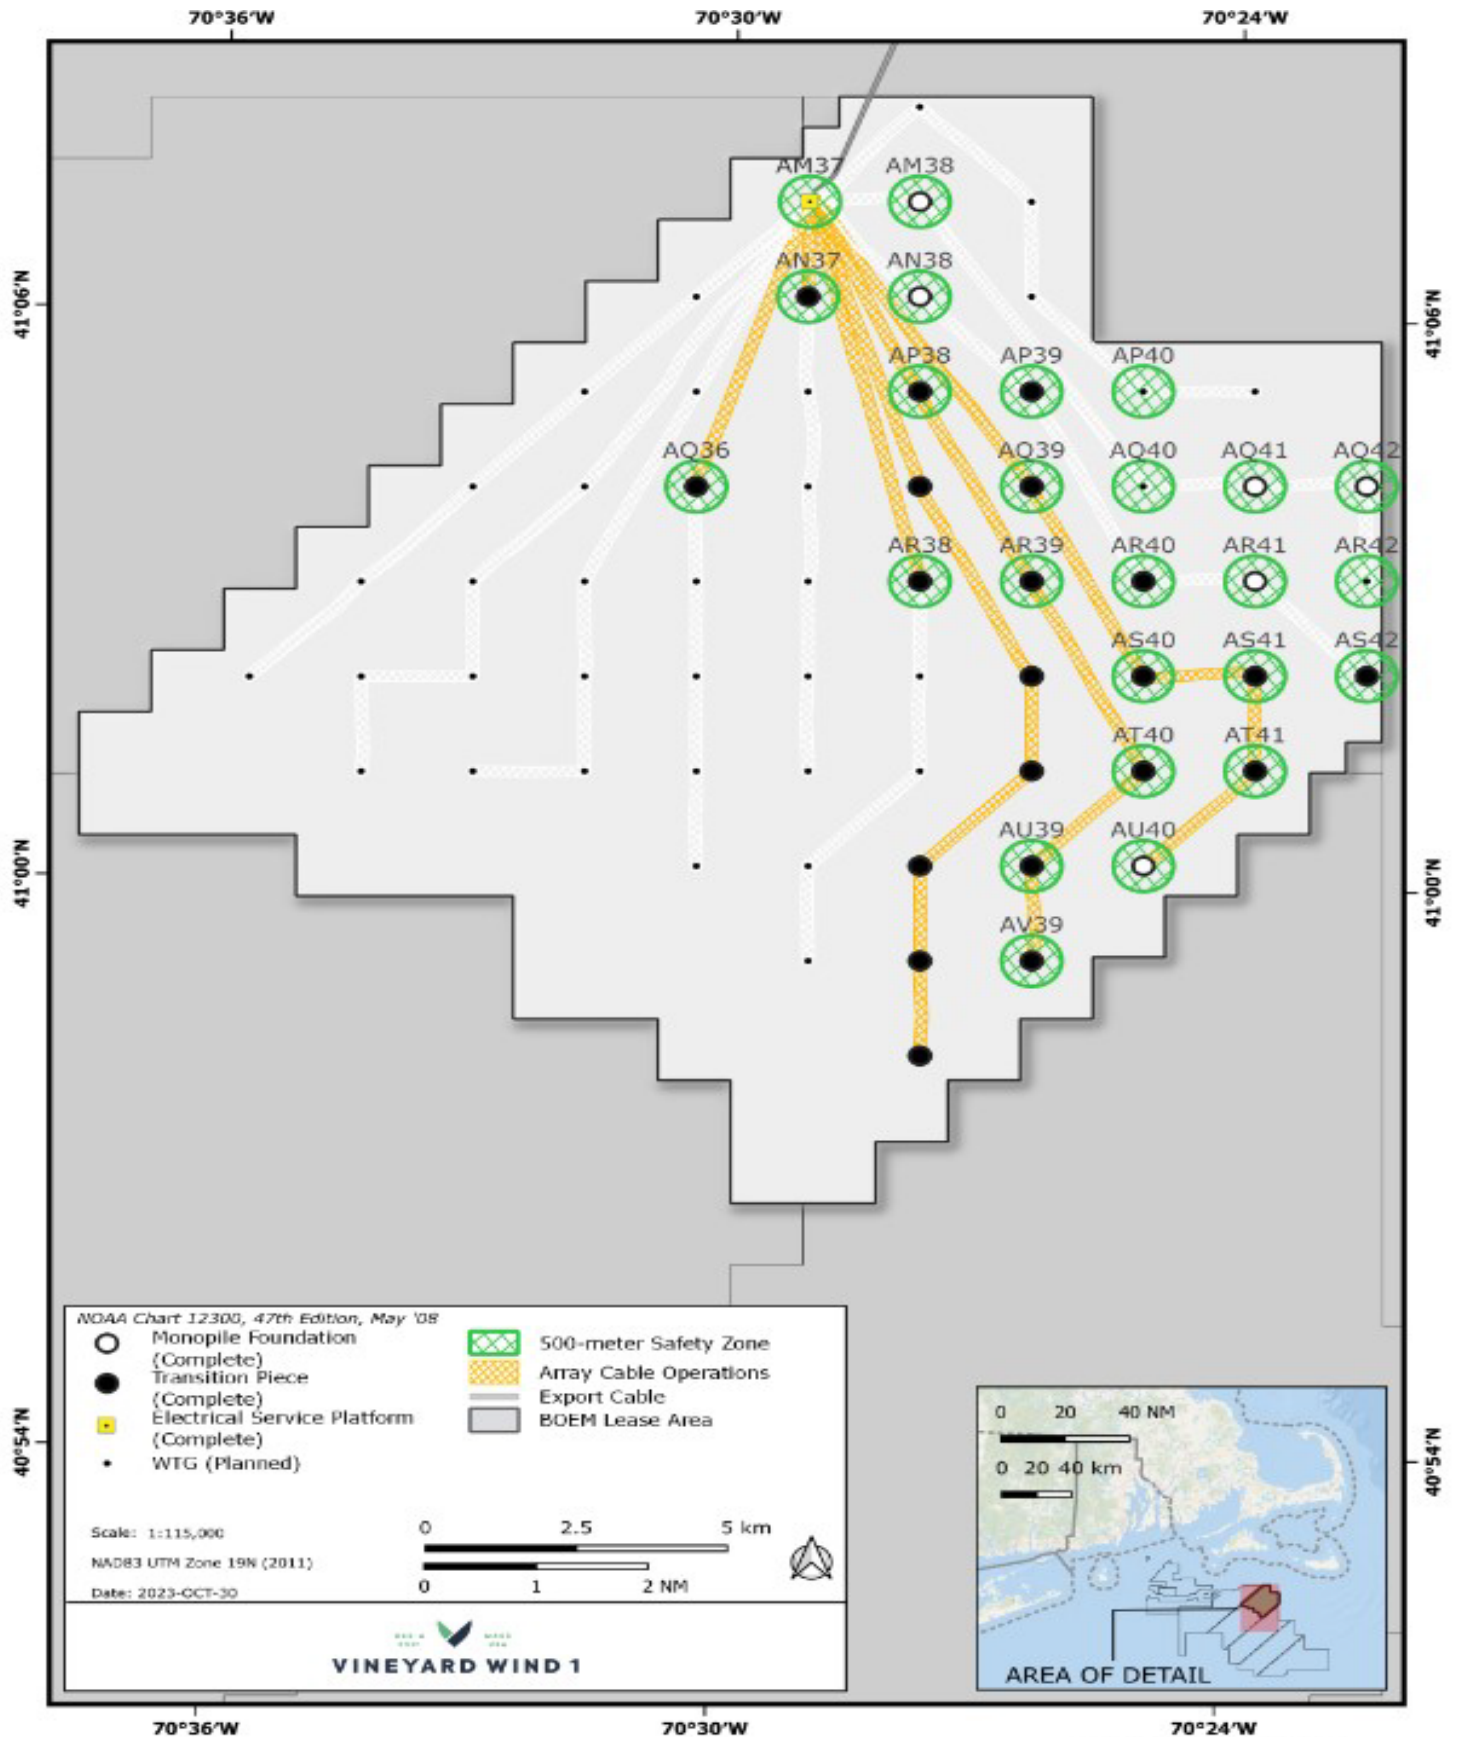 70°36'W 70°30'W 70°24'W
AM37 AM38
AN37 AN38
41°06'N 41°06'N
AP38 AP39 AP40
AQ36 AQ39 AQ40 AQ41 AQ42
AR38 AR39 AR40 AR41 AR42
AS40 AS41 AS42
AT40 AT41
AU39 AU40
41°00'N 41°00'N
AV39
NOAA Chart 12300, 47th Edition, May '08
Monopile Foundation
(Complete)
Transition Piece
(Complete)
Electrical Service Platform
(Complete)
WTG (Planned)
500-meter Safety Zone
Array Cable Operations
Export Cable
BOEM Lease Area
40°54'N 40°54'N
Scale: 1:115,000
NAD83 UTM Zone 19N (2011)
Date: 2023-OCT-30
0 2.5 5 km
0 1 2 NM
VINEYARD WIND 1
0 20 40 NM
0 20 40 km
AREA OF DETAIL
70°36'W 70°30'W 70°24'W